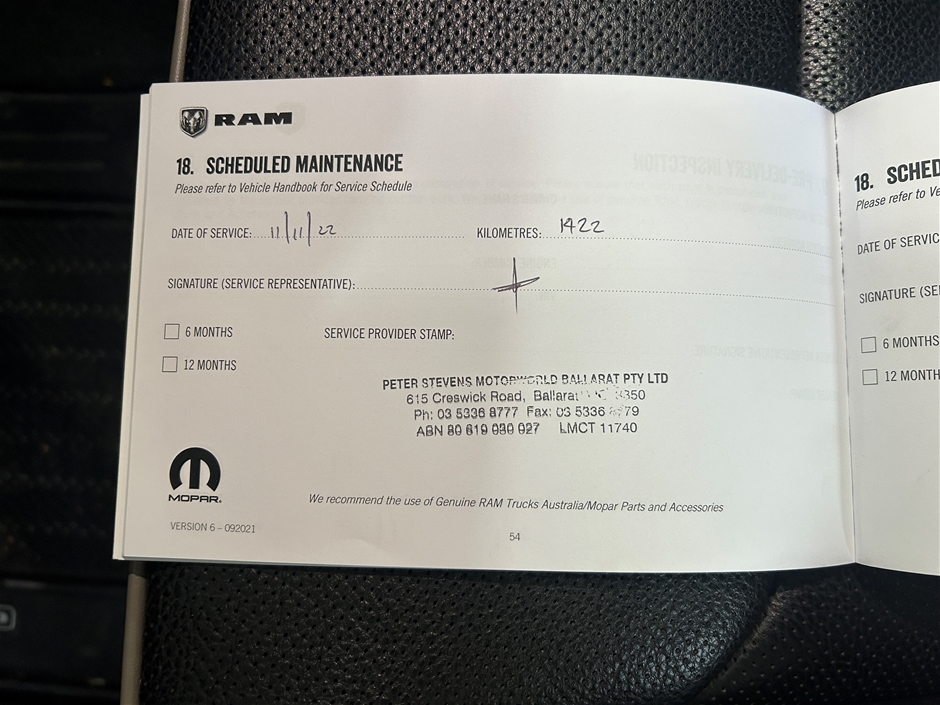 RAM
18. SCHEDULED MAINTENANCE
Please refer to Vehicle Handbook for Service Schedule
DATE OF SERVICE: 11/11/22 KILOMETRES: 1922
SIGNATURE (SERVICE REPRESENTATIVE):
6 MONTHS SERVICE PROVIDER STAMP:
12 MONTHS
PETER STEVENS MOTORWORLD BALLARAT PTY LTD
615 Creswick Road, Ballarat 3350
Ph: 03 5336 8777 Fax: 03 5336
ABN 80 619 030 027 LMCT 11740
MOPAR
We recommend the use of Genuine RAM Trucks Australia/Mopar Parts and Accessories
VERSION 6 – 092021
54
18. SCHED
Please refer to Ve
DATE OF SERVIC
SIGNATURE (SE
6 MONTHS
12 MONTH